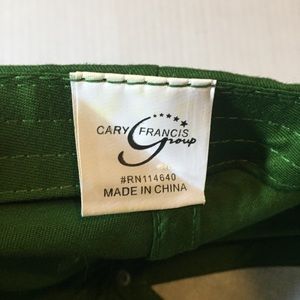 CARY FRANCIS
Group
#RN114640
MADE IN CHINA